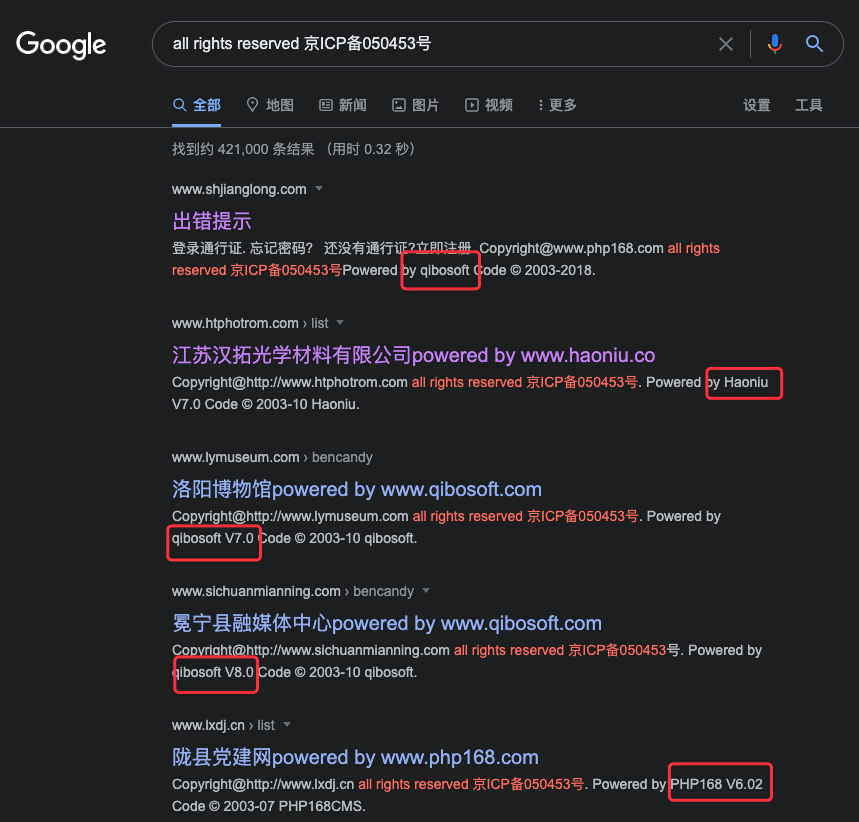 Google
all rights reserved 京ICP备050453号
全部 地图 新闻 图片 视频 更多 设置 工具
找到约 421,000 条结果 （用时 0.32 秒）
www.shjianglong.com
出错提示
登录通行证. 忘记密码？ 还没有通行证?立即注册. Copyright@www.php168.com all rights
reserved 京ICP备050453号Powered by qibosoft Code © 2003-2018.
www.htphotrom.com › list
江苏汉拓光学材料有限公司powered by www.haoniu.co
Copyright@http://www.htphotrom.com all rights reserved 京ICP备050453号. Powered by Haoniu
V7.0 Code © 2003-10 Haoniu.
www.lymuseum.com › bencandy
洛阳博物馆powered by www.qibosoft.com
Copyright@http://www.lymuseum.com all rights reserved 京ICP备050453号. Powered by
qibosoft V7.0 Code © 2003-10 qibosoft.
www.sichuanmianning.com › bencandy
冕宁县融媒体中心powered by www.qibosoft.com
Copyright@http://www.sichuanmianning.com all rights reserved 京ICP备050453号. Powered by
qibosoft V8.0 Code © 2003-10 qibosoft.
www.lxdj.cn › list
陇县党建网powered by www.php168.com
Copyright@http://www.lxdj.cn all rights reserved 京ICP备050453号. Powered by PHP168 V6.02
Code © 2003-07 PHP168CMS.